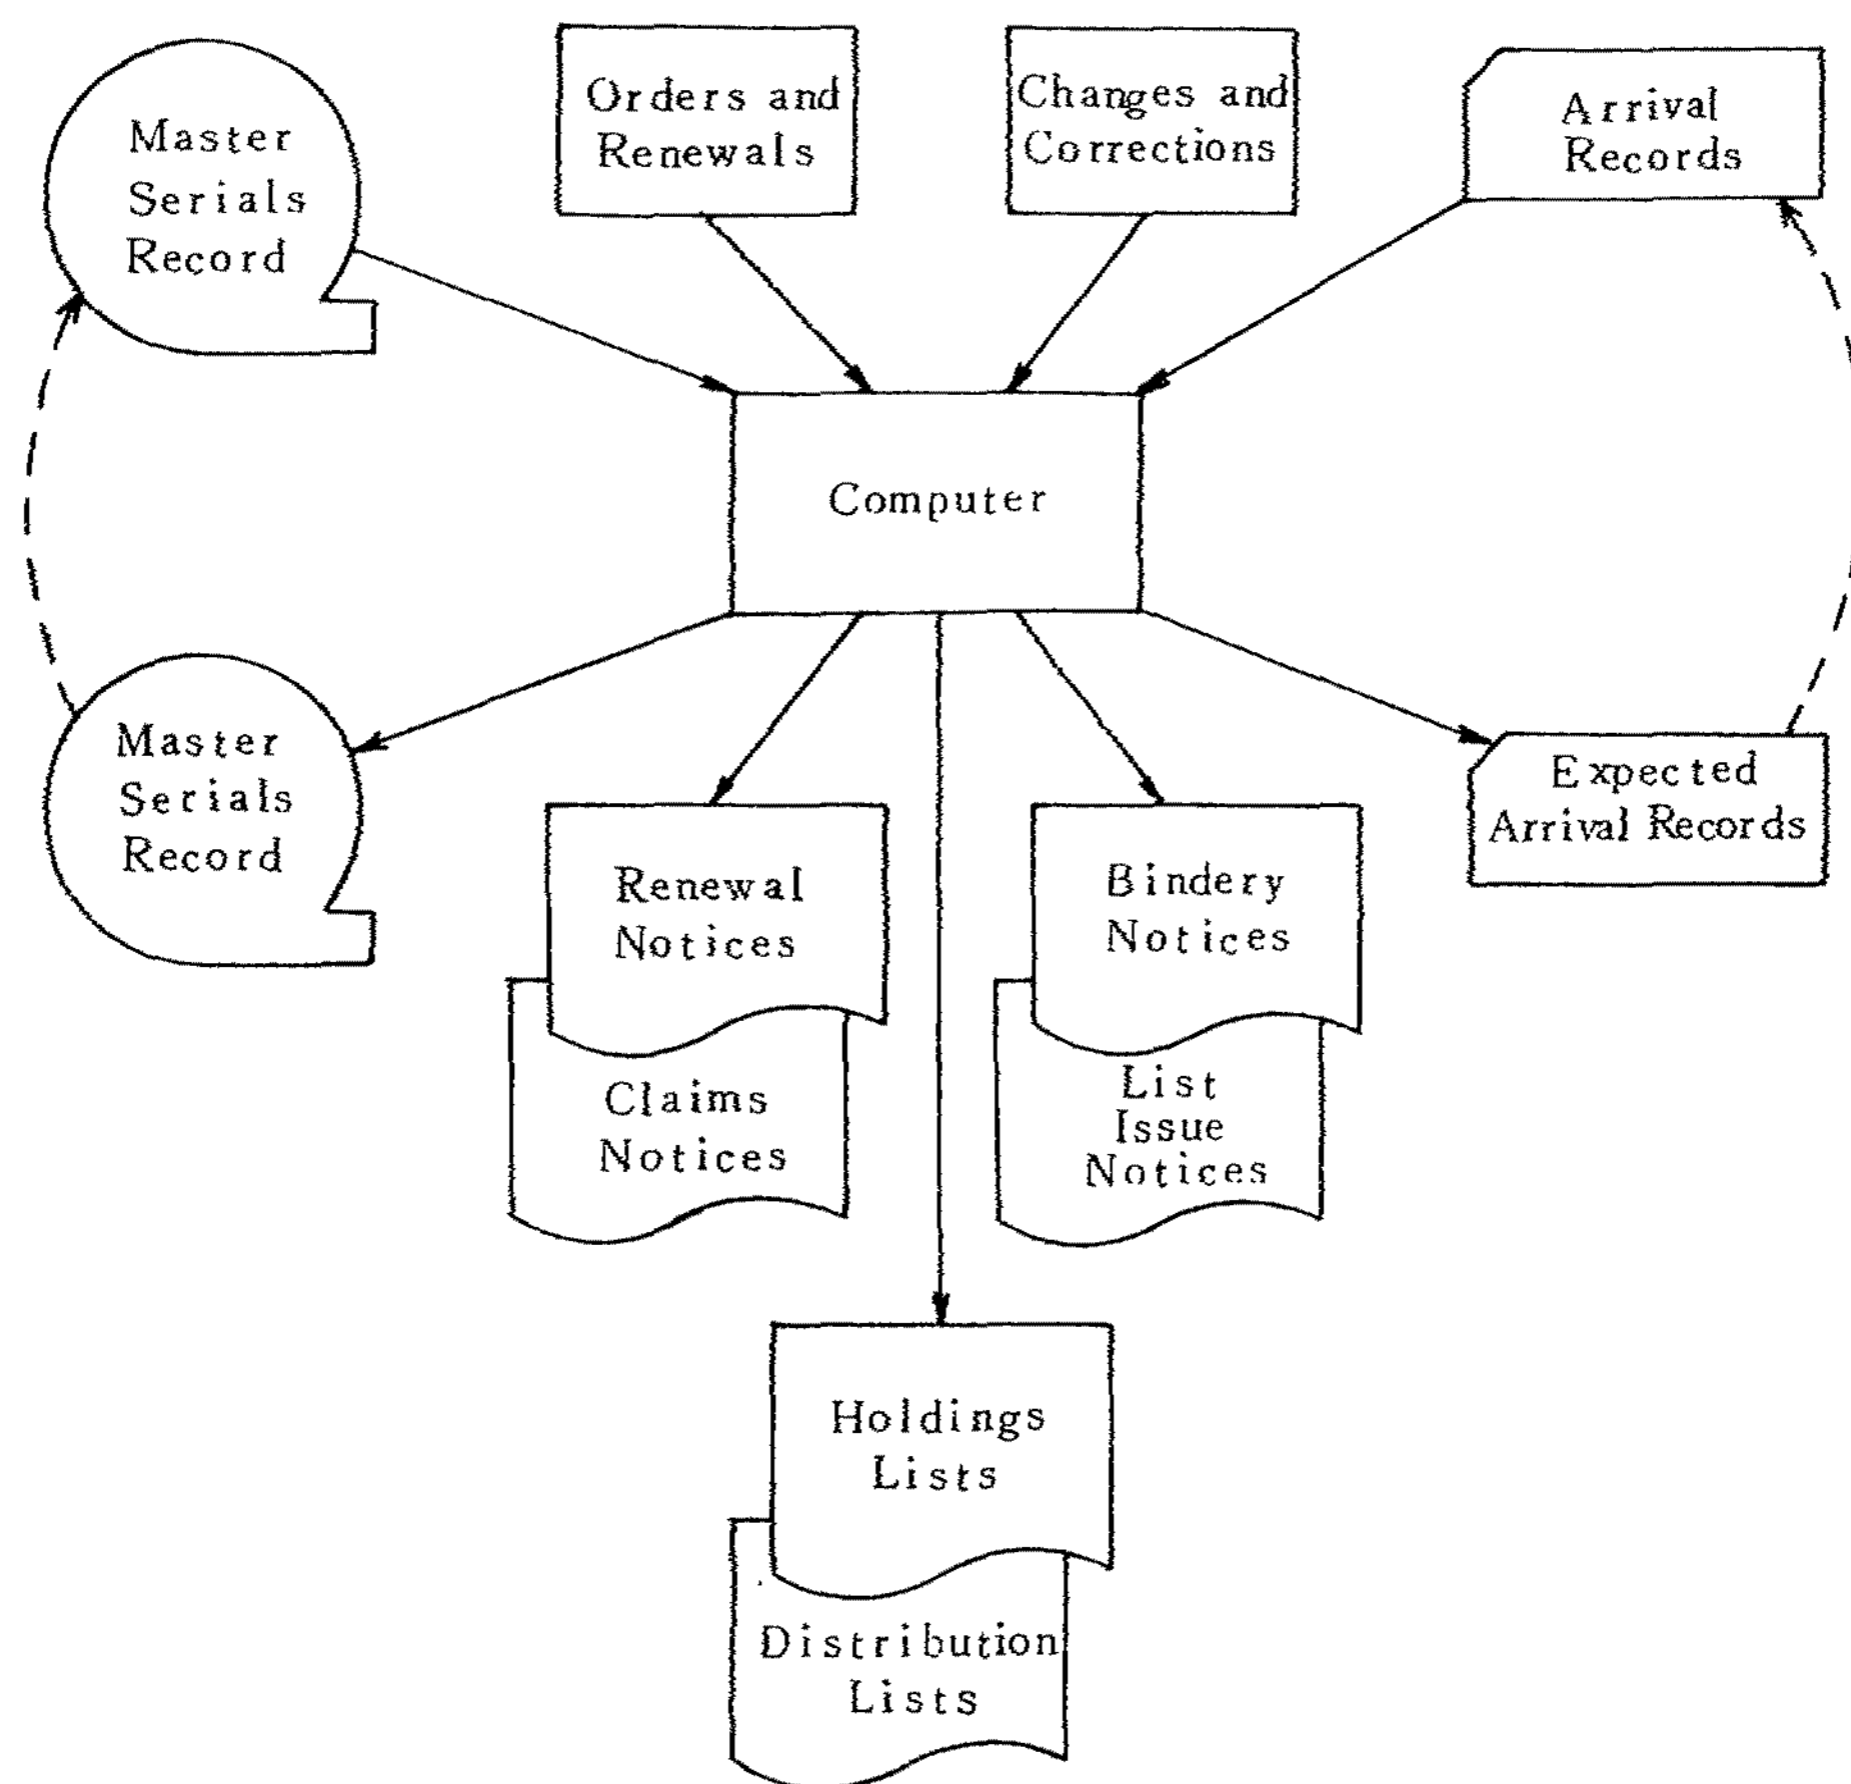 Master
Serials
Record
Orders and
Renewals
Changes and
Corrections
Arrival
Records
Computer
Master
Serials
Record
Renewal
Notices
Claims
Notices
Bindery
Notices
List
Issue
Notices
Expected
Arrival Records
Holdings
Lists
Distribution
Lists